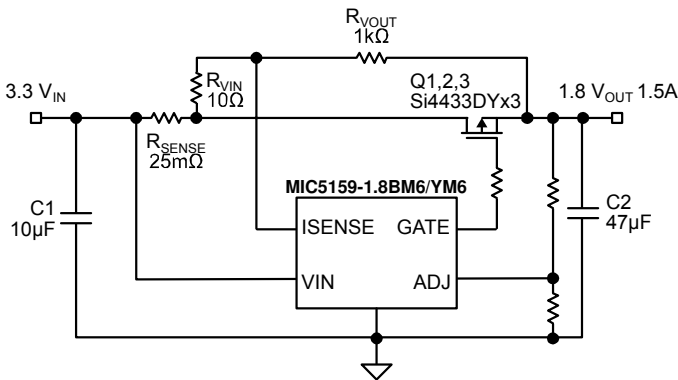 R_VOUT
1kΩ
3.3 V_IN
R_VIN
10Ω
Q1,2,3
Si4433DYx3
1.8 V_OUT 1.5A
R_SENSE
25mΩ
MIC5159-1.8BM6/YM6
C1
10µF
ISENSE
GATE
VIN
ADJ
C2
47µF